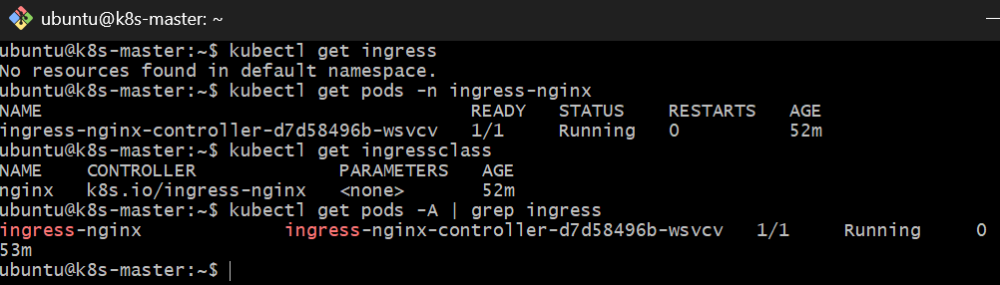 ubuntu@k8s-master: ~
ubuntu@k8s-master:~$ kubectl get ingress
No resources found in default namespace.
ubuntu@k8s-master:~$ kubectl get pods -n ingress-nginx
NAME                                       READY   STATUS    RESTARTS   AGE
ingress-nginx-controller-d7d58496b-wsvcv   1/1     Running   0          52m
ubuntu@k8s-master:~$ kubectl get ingressclass
NAME    CONTROLLER             PARAMETERS   AGE
nginx   k8s.io/ingress-nginx   <none>       52m
ubuntu@k8s-master:~$ kubectl get pods -A | grep ingress
ingress-nginx             ingress-nginx-controller-d7d58496b-wsvcv   1/1     Running     0
53m
ubuntu@k8s-master:~$